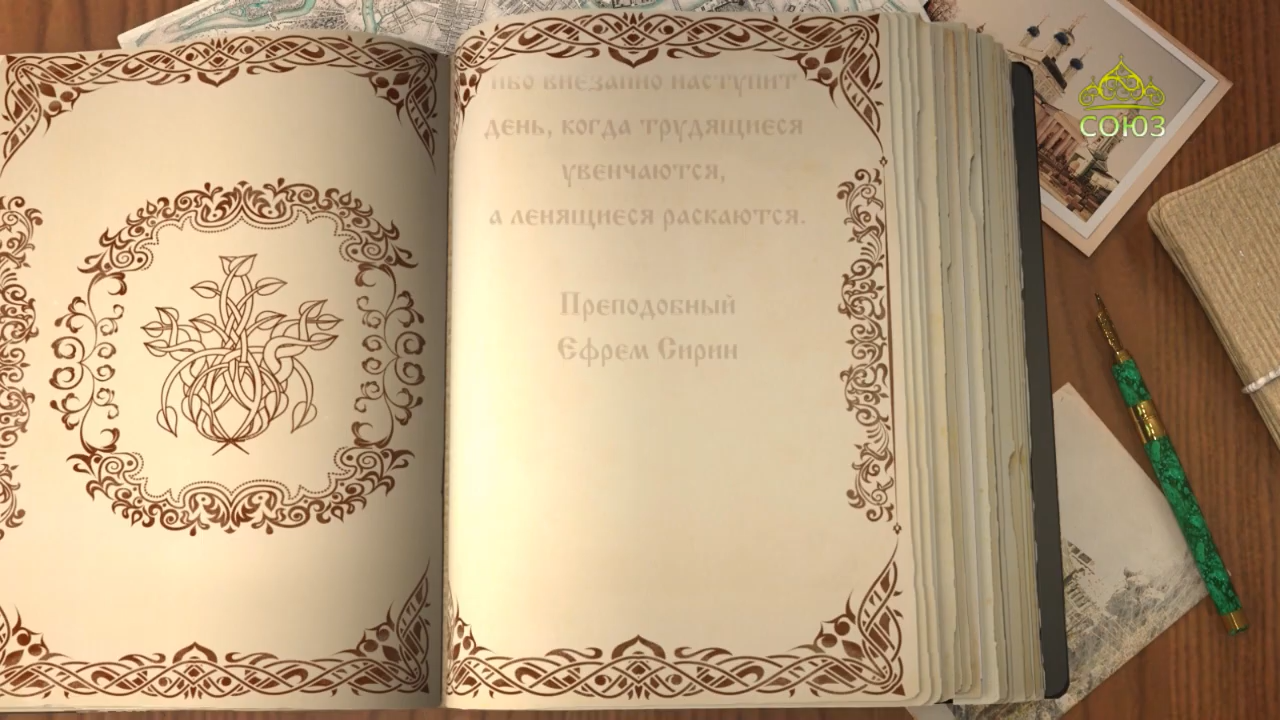 ибо внезапно наступит
день, когда трудящиеся
увенчаются,
а ленящиеся раскаются.
Преподобный
Ефрем Сирин
СОЮЗ